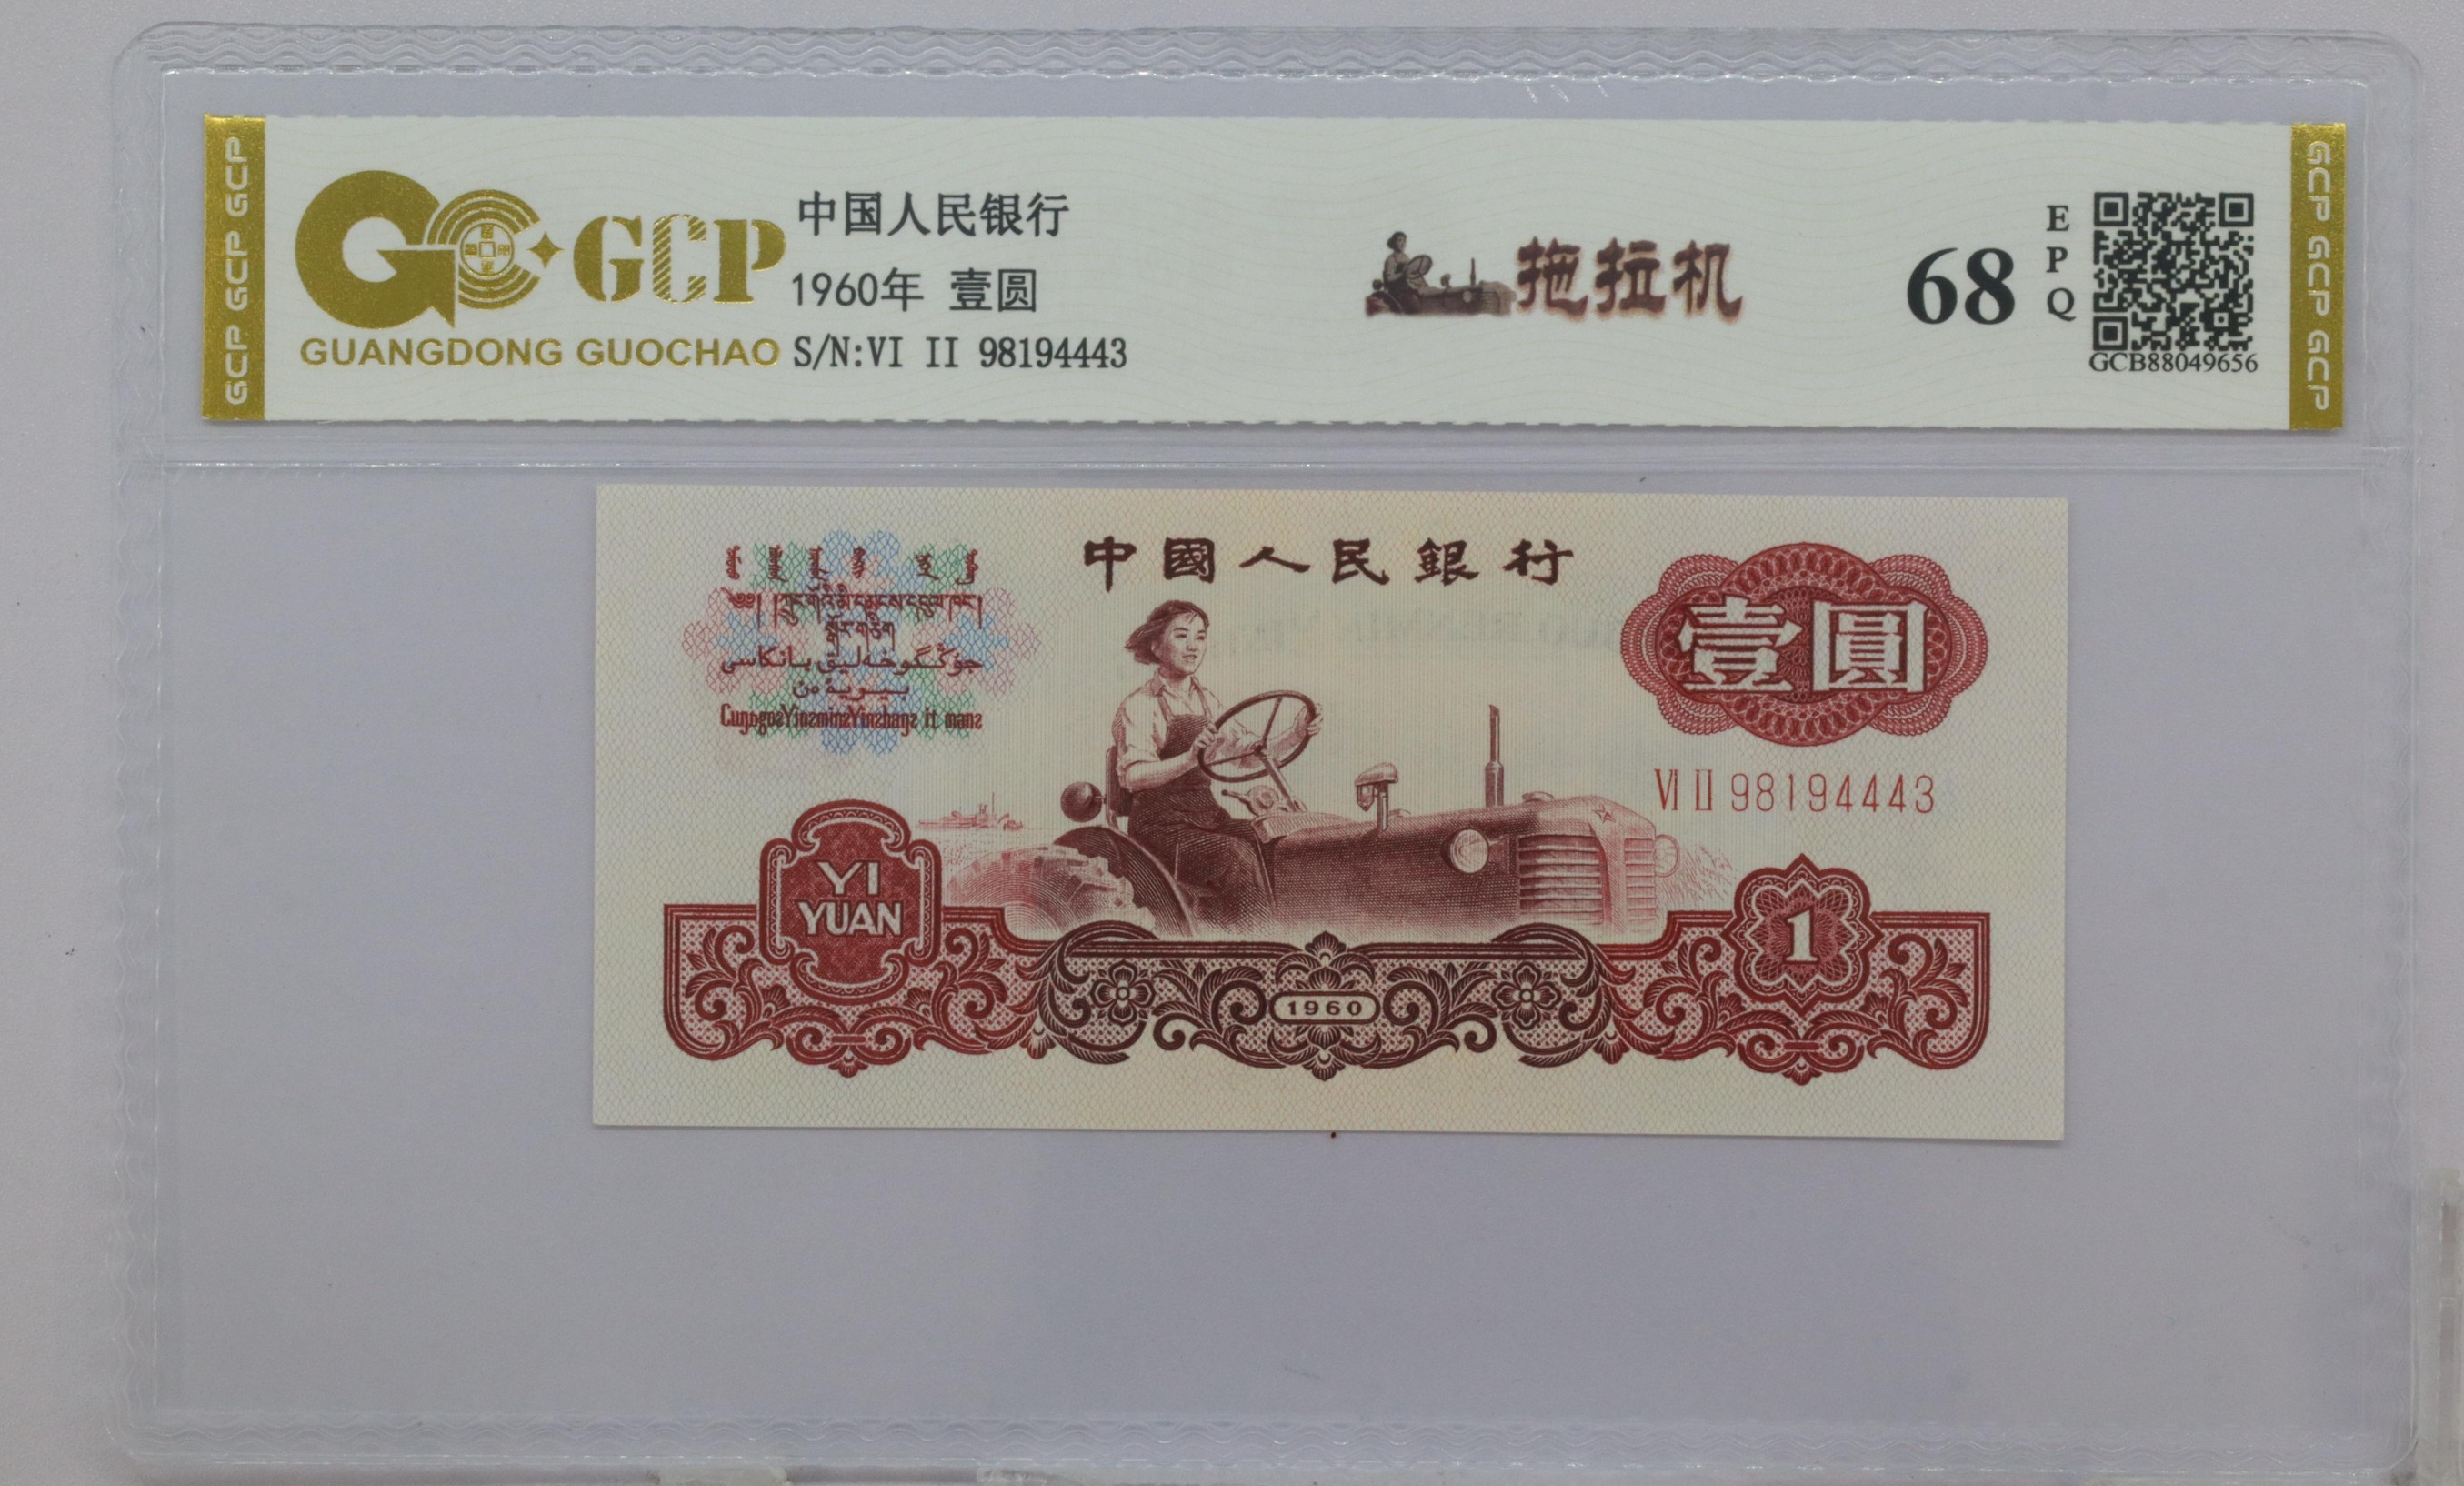 GCP GCP GCP
GCP
GUANGDONG GUOCHAO
中国人民银行
1960年 壹圆
S/N:VI II 98194443
拖拉机
68
EPQ
GCB88049656
GCP GCP GCP
中國人民銀行
壹圓
VI II 98194443
YI
YUAN
1960
1